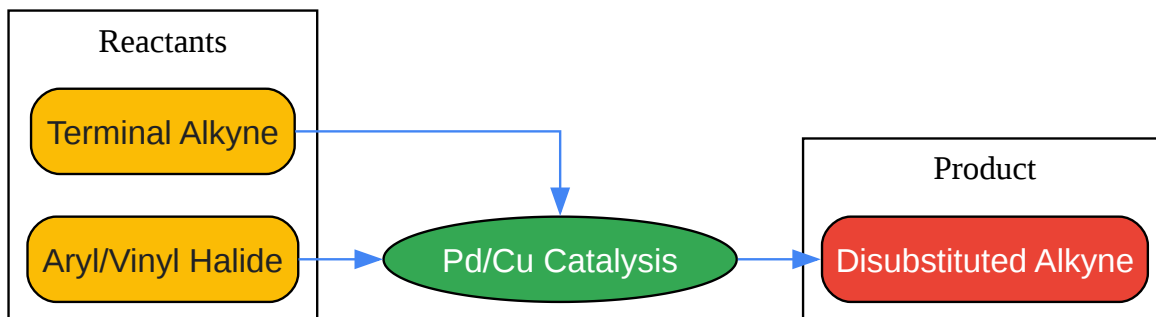 Reactants
Terminal Alkyne
Aryl/Vinyl Halide
Pd/Cu Catalysis
Product
Disubstituted Alkyne